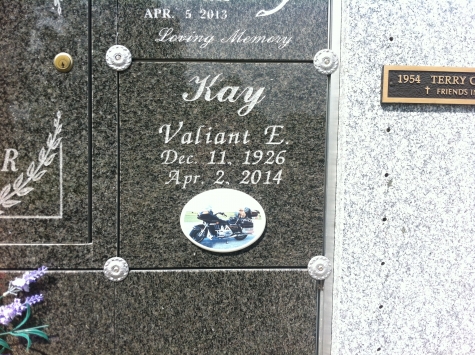 APR. 5 2013
Loving Memory
Kay
Valiant E.
Dec. 11, 1926
Apr. 2, 2014
R
1954 TERRY
FRIENDS